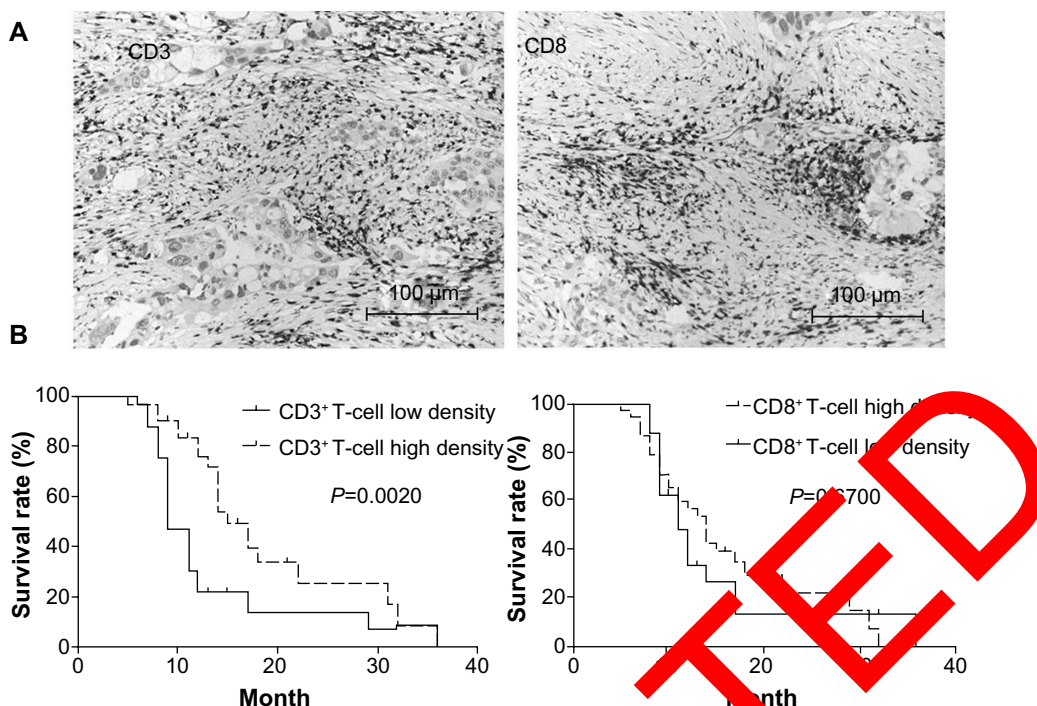 A
CD3
CD8
100 µm
100 µm
B
100
80
60
40
20
0
0
10
20
30
40
Survival rate (%)
Month
CD3+ T-cell low density
CD3+ T-cell high density
P=0.0020
100
80
60
40
20
0
0
20
40
Survival rate (%)
CD8+ T-cell high
CD8+ T-cell density
TED